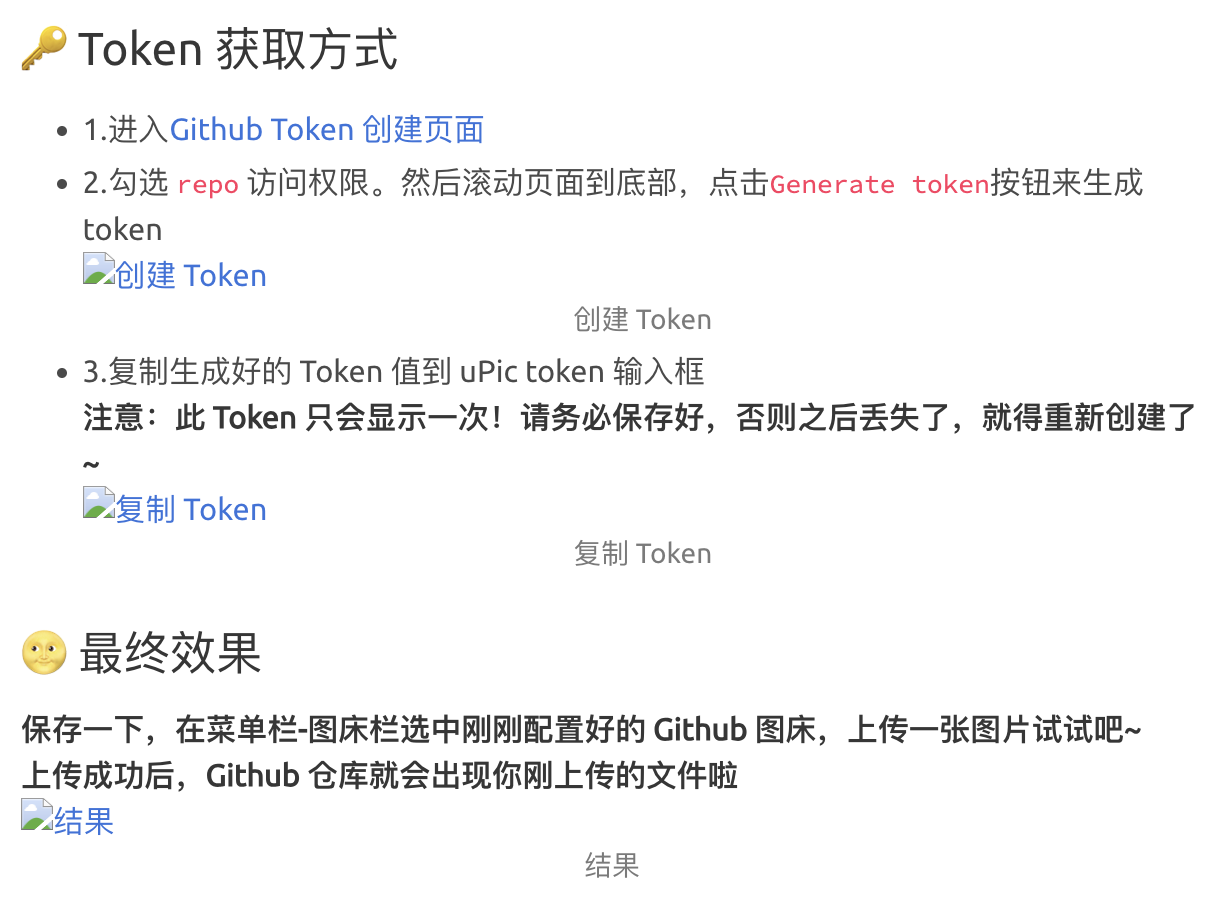 🔑 Token 获取方式
1.进入Github Token 创建页面
2.勾选 repo 访问权限。然后滚动页面到底部，点击Generate token按钮来生成
token
创建 Token
创建 Token
3.复制生成好的 Token 值到 uPic token 输入框
注意：此 Token 只会显示一次！请务必保存好，否则之后丢失了，就得重新创建了
~
复制 Token
复制 Token
🌝 最终效果
保存一下，在菜单栏-图床栏选中刚刚配置好的 Github 图床，上传一张图片试试吧~
上传成功后，Github 仓库就会出现你刚上传的文件啦
结果
结果